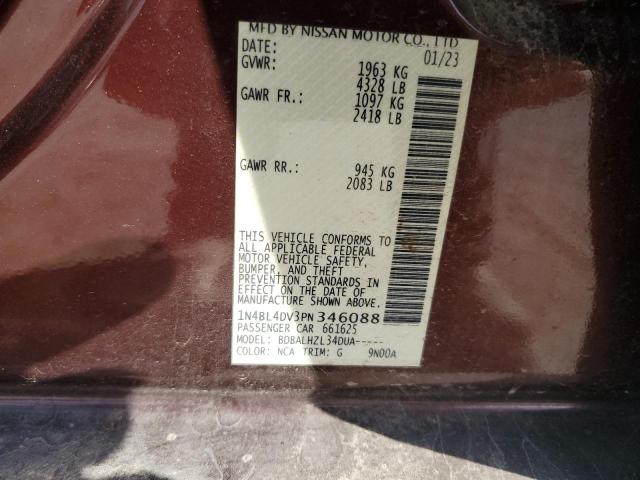 MFD BY NISSAN MOTOR CO., LTD
DATE: 01/23
GVWR: 1963 KG
4328 LB
GAWR FR.: 1097 KG
2418 LB
GAWR RR.: 945 KG
2083 LB
THIS VEHICLE CONFORMS TO
ALL APPLICABLE FEDERAL
MOTOR VEHICLE SAFETY,
BUMPER, AND THEFT
PREVENTION STANDARDS IN
EFFECT ON THE DATE OF
MANUFACTURE SHOWN ABOVE.
1N4BL4DV3PN346088
PASSENGER CAR 661625
MODEL: BDBALHZL34DUA-----
COLOR: NCA TRIM: G 9N00A